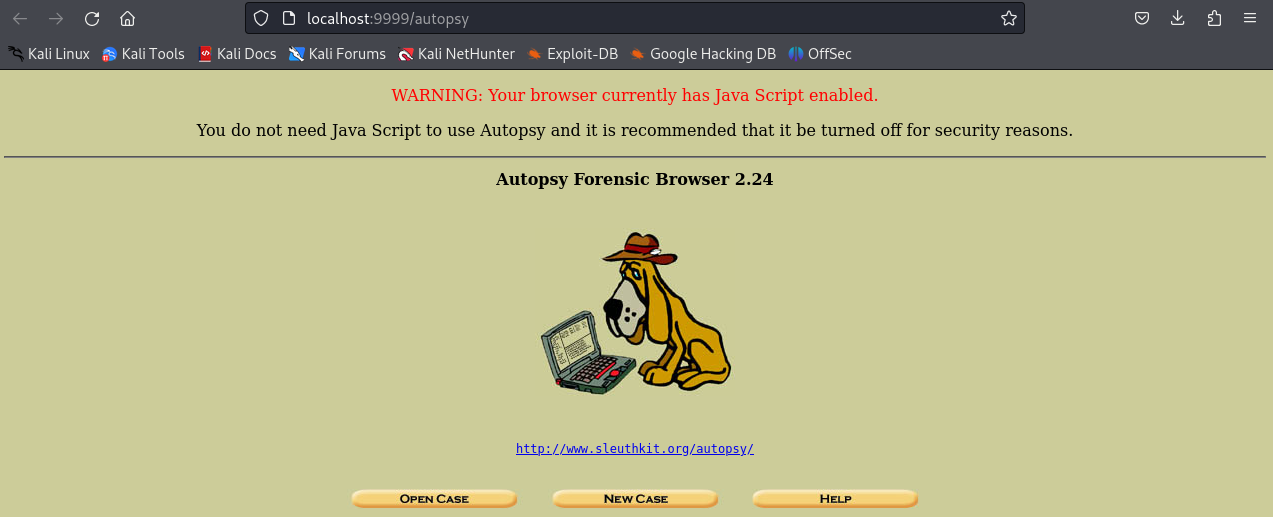 localhost:9999/autopsy
Kali Linux Kali Tools Kali Docs Kali Forums Kali NetHunter Exploit-DB Google Hacking DB OffSec
WARNING: Your browser currently has Java Script enabled.
You do not need Java Script to use Autopsy and it is recommended that it be turned off for security reasons.
Autopsy Forensic Browser 2.24
http://www.sleuthkit.org/autopsy/
OPEN CASE NEW CASE HELP